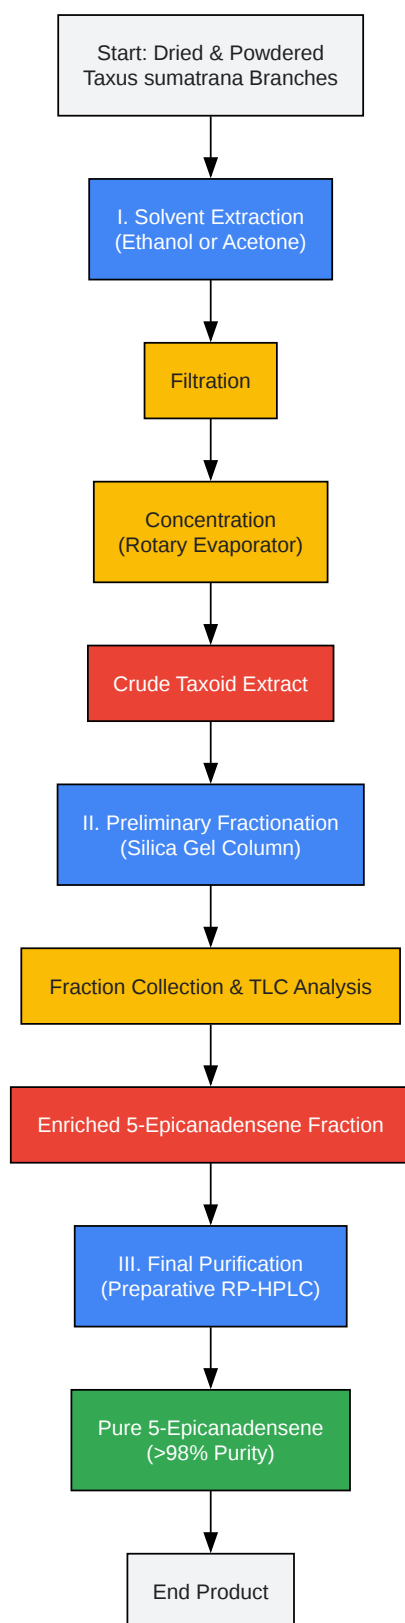 Start: Dried & Powdered
Taxus sumatrana Branches
I. Solvent Extraction
(Ethanol or Acetone)
Filtration
Concentration
(Rotary Evaporator)
Crude Taxoid Extract
II. Preliminary Fractionation
(Silica Gel Column)
Fraction Collection & TLC Analysis
Enriched 5-Epicanadensene Fraction
III. Final Purification
(Preparative RP-HPLC)
Pure 5-Epicanadensene
(>98% Purity)
End Product